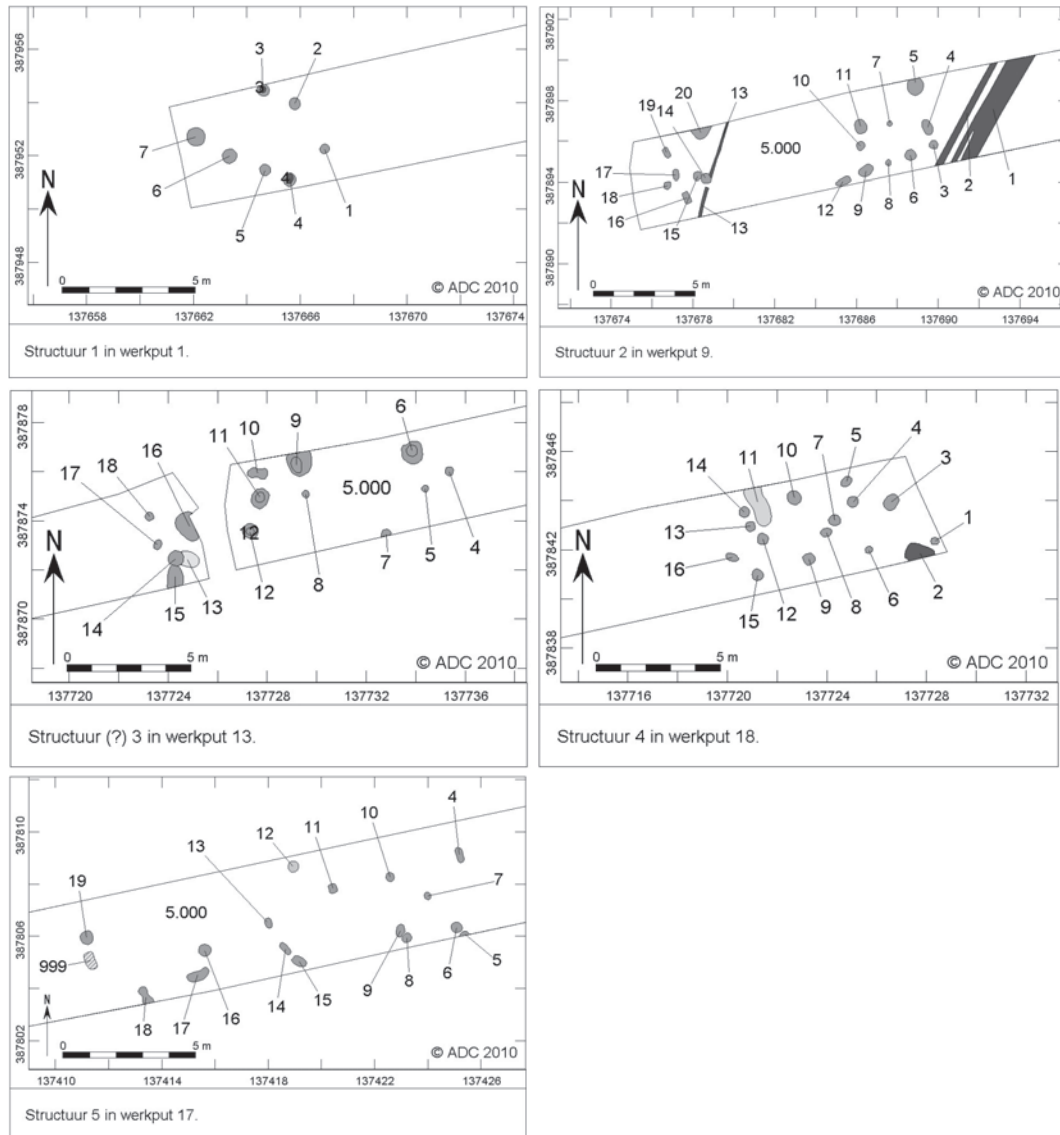 387956
387952
387948
3
2
3
7
6
4
5
4
1
N
0 5 m
© ADC 2010
137658 137662 137666 137670 137674
Structuur 1 in werkput 1.
387902
387898
387894
387890
5 4
7
11
10
13
20
14
19
5.000
17
18
16
15
13
12 9 8 6 3 2 1
N
0 5 m
© ADC 2010
137674 137678 137682 137686 137690 137694
Structuur 2 in werkput 9.
387878
387874
387870
6
9
10
11
16
18
17
5.000
12
12
8
7 5 4
13
15
14
N
0 5 m
© ADC 2010
137720 137724 137728 137732 137736
Structuur (?) 3 in werkput 13.
387846
387842
387838
4
5
7
10
3
11
14
13
1
16
15 12 9 8 6 2
N
0 5 m
© ADC 2010
137716 137720 137724 137728 137732
Structuur 4 in werkput 18.
387810
387806
387802
4
10
11
12
13
7
19
5.000
999
5
6
8
9
15
14
16
17
18
N
0 5 m
© ADC 2010
137410 137414 137418 137422 137426
Structuur 5 in werkput 17.